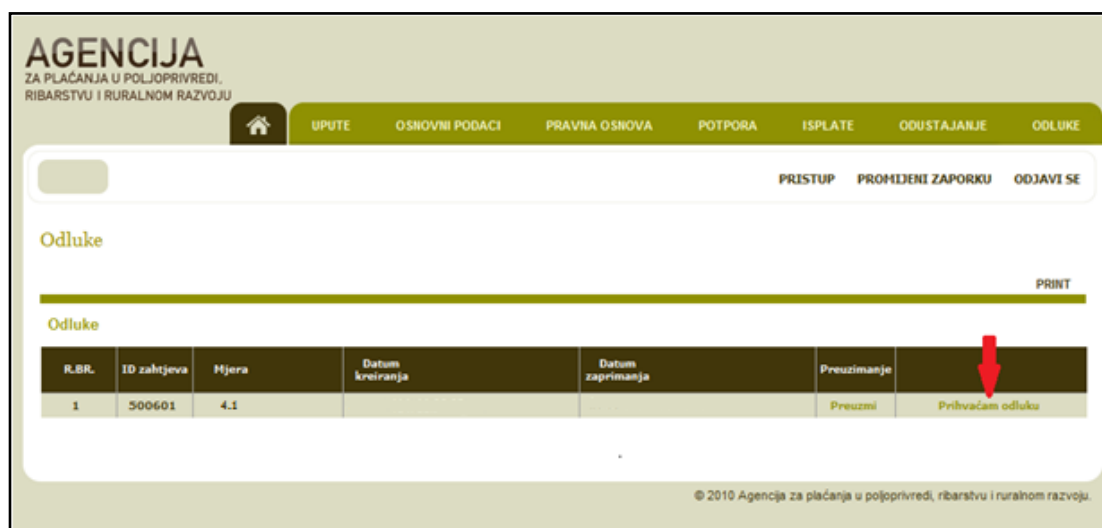 AGENCIJA
ZA PLAĆANJA U POLJOPRIVREDI,
RIBARSTVU I RURALNOM RAZVOJU
UPUTE OSNOVNI PODACI PRAVNA OSNOVA POTPORA ISPLATE ODUSTAJANJE ODLUKE
PRISTUP PROMIJENI ZAPORKU ODJAVI SE
Odluke
PRINT
Odluke
R.BR. ID zahtjeva Mjera Datum kreiranja Datum zaprimanja Preuzimanje
1 500601 4.1 Preuzmi Prihvaćam odluku
© 2010 Agencija za plaćanja u poljoprivredi, ribarstvu i ruralnom razvoju.